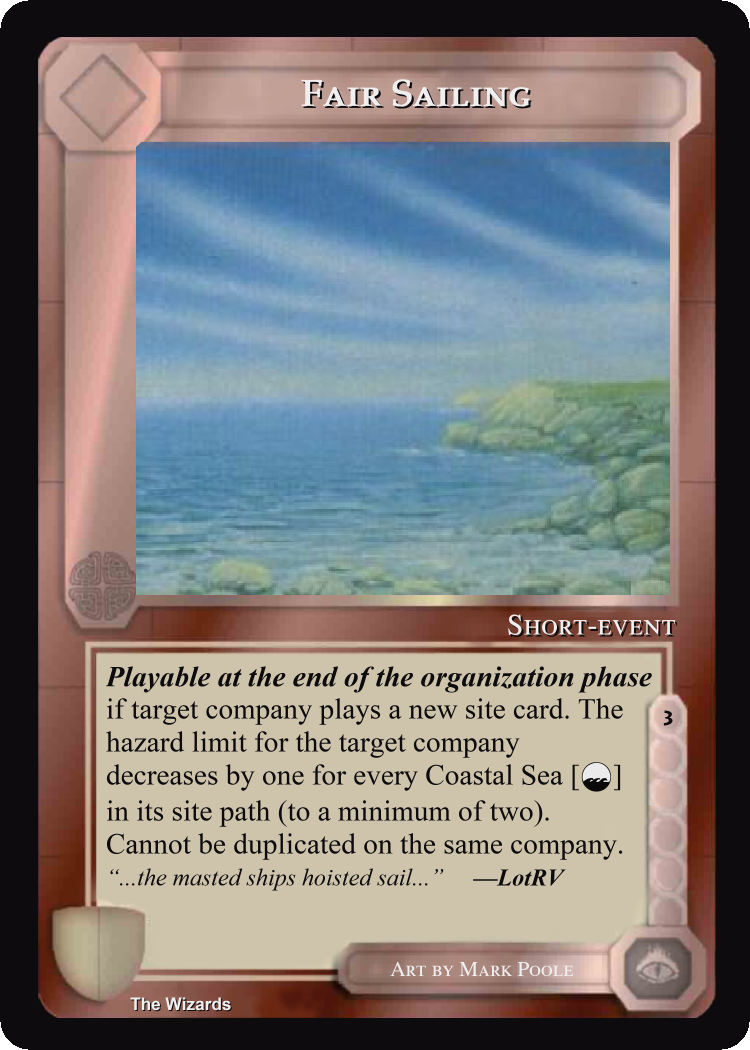 Fair Sailing
Short-event
Playable at the end of the organization phase
if target company plays a new site card. The
3
hazard limit for the target company
decreases by one for every Coastal Sea [ ]
in its site path (to a minimum of two).
Cannot be duplicated on the same company.
“...the masted ships hoisted sail...” —LotRV
Art by Mark Poole
The Wizards